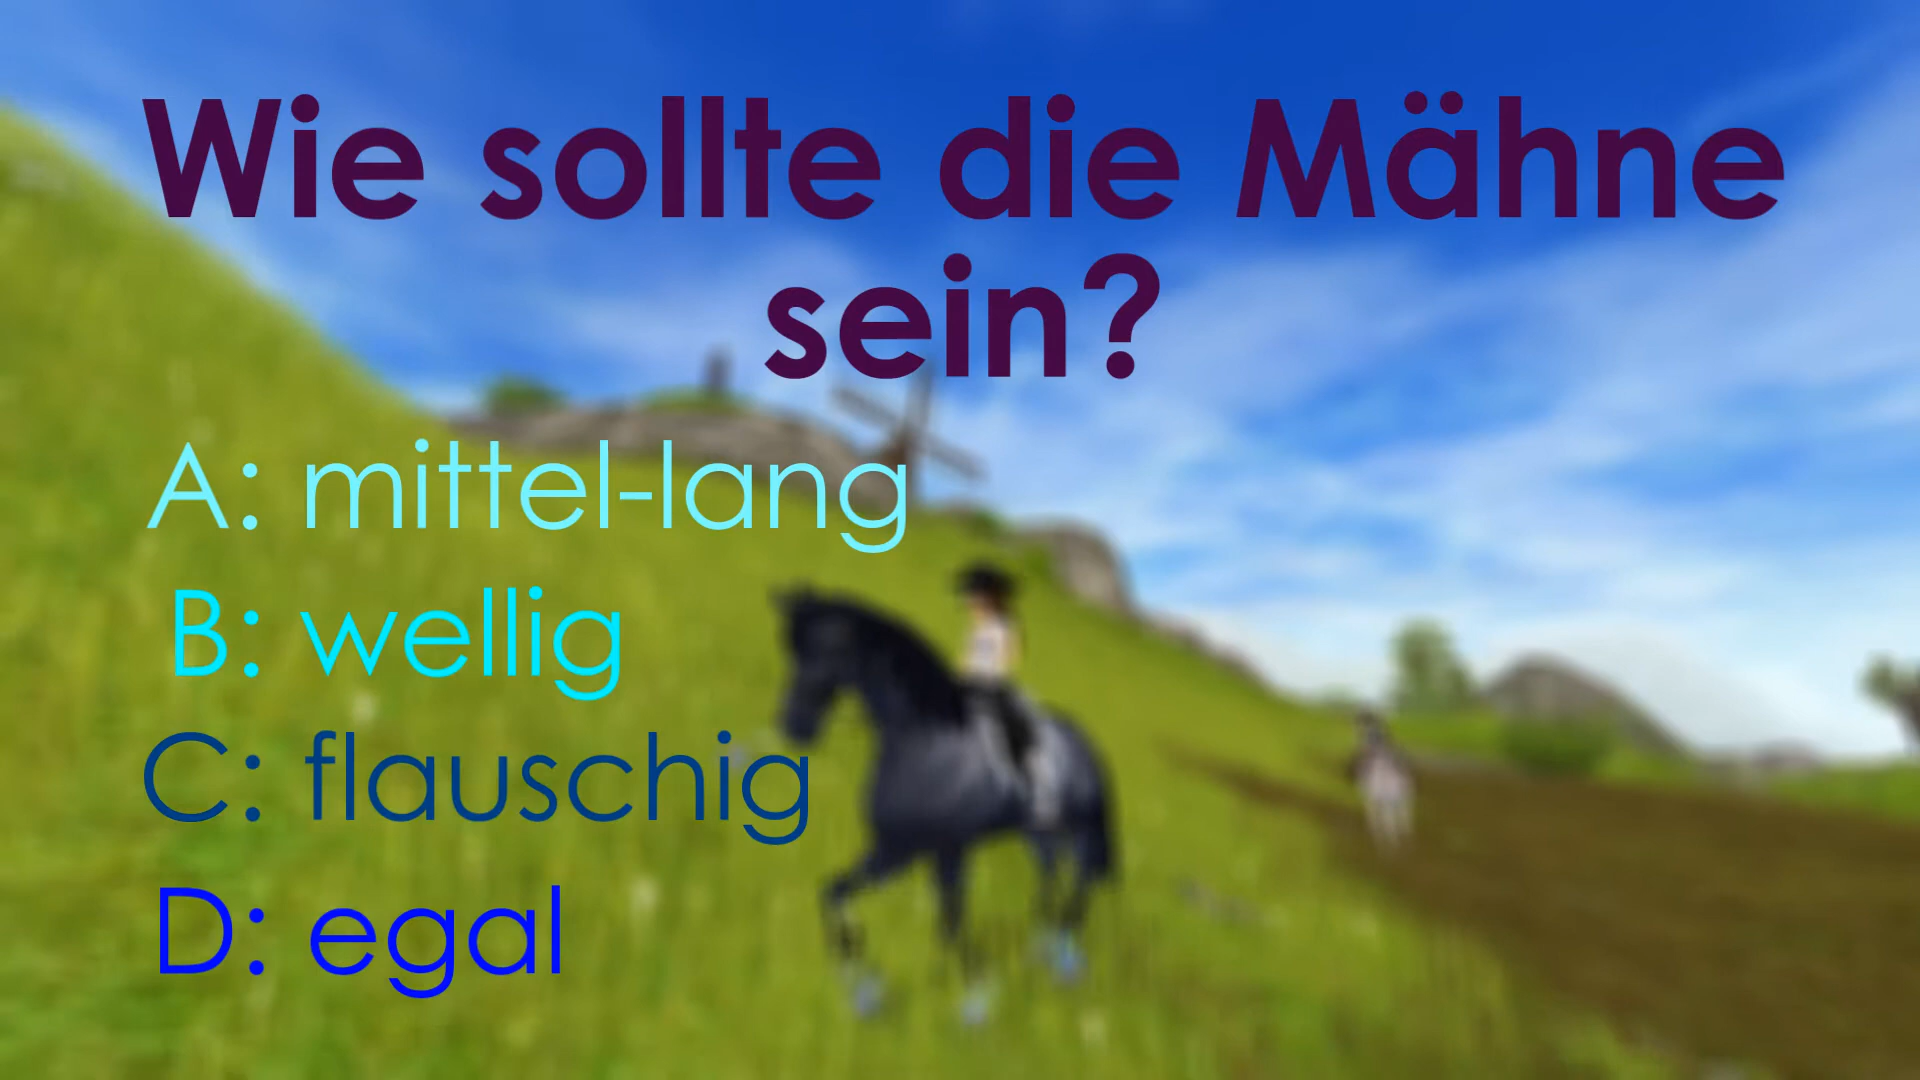 Wie sollte die Mähne
sein?
A: mittel-lang
B: wellig
C: flauschig
D: egal